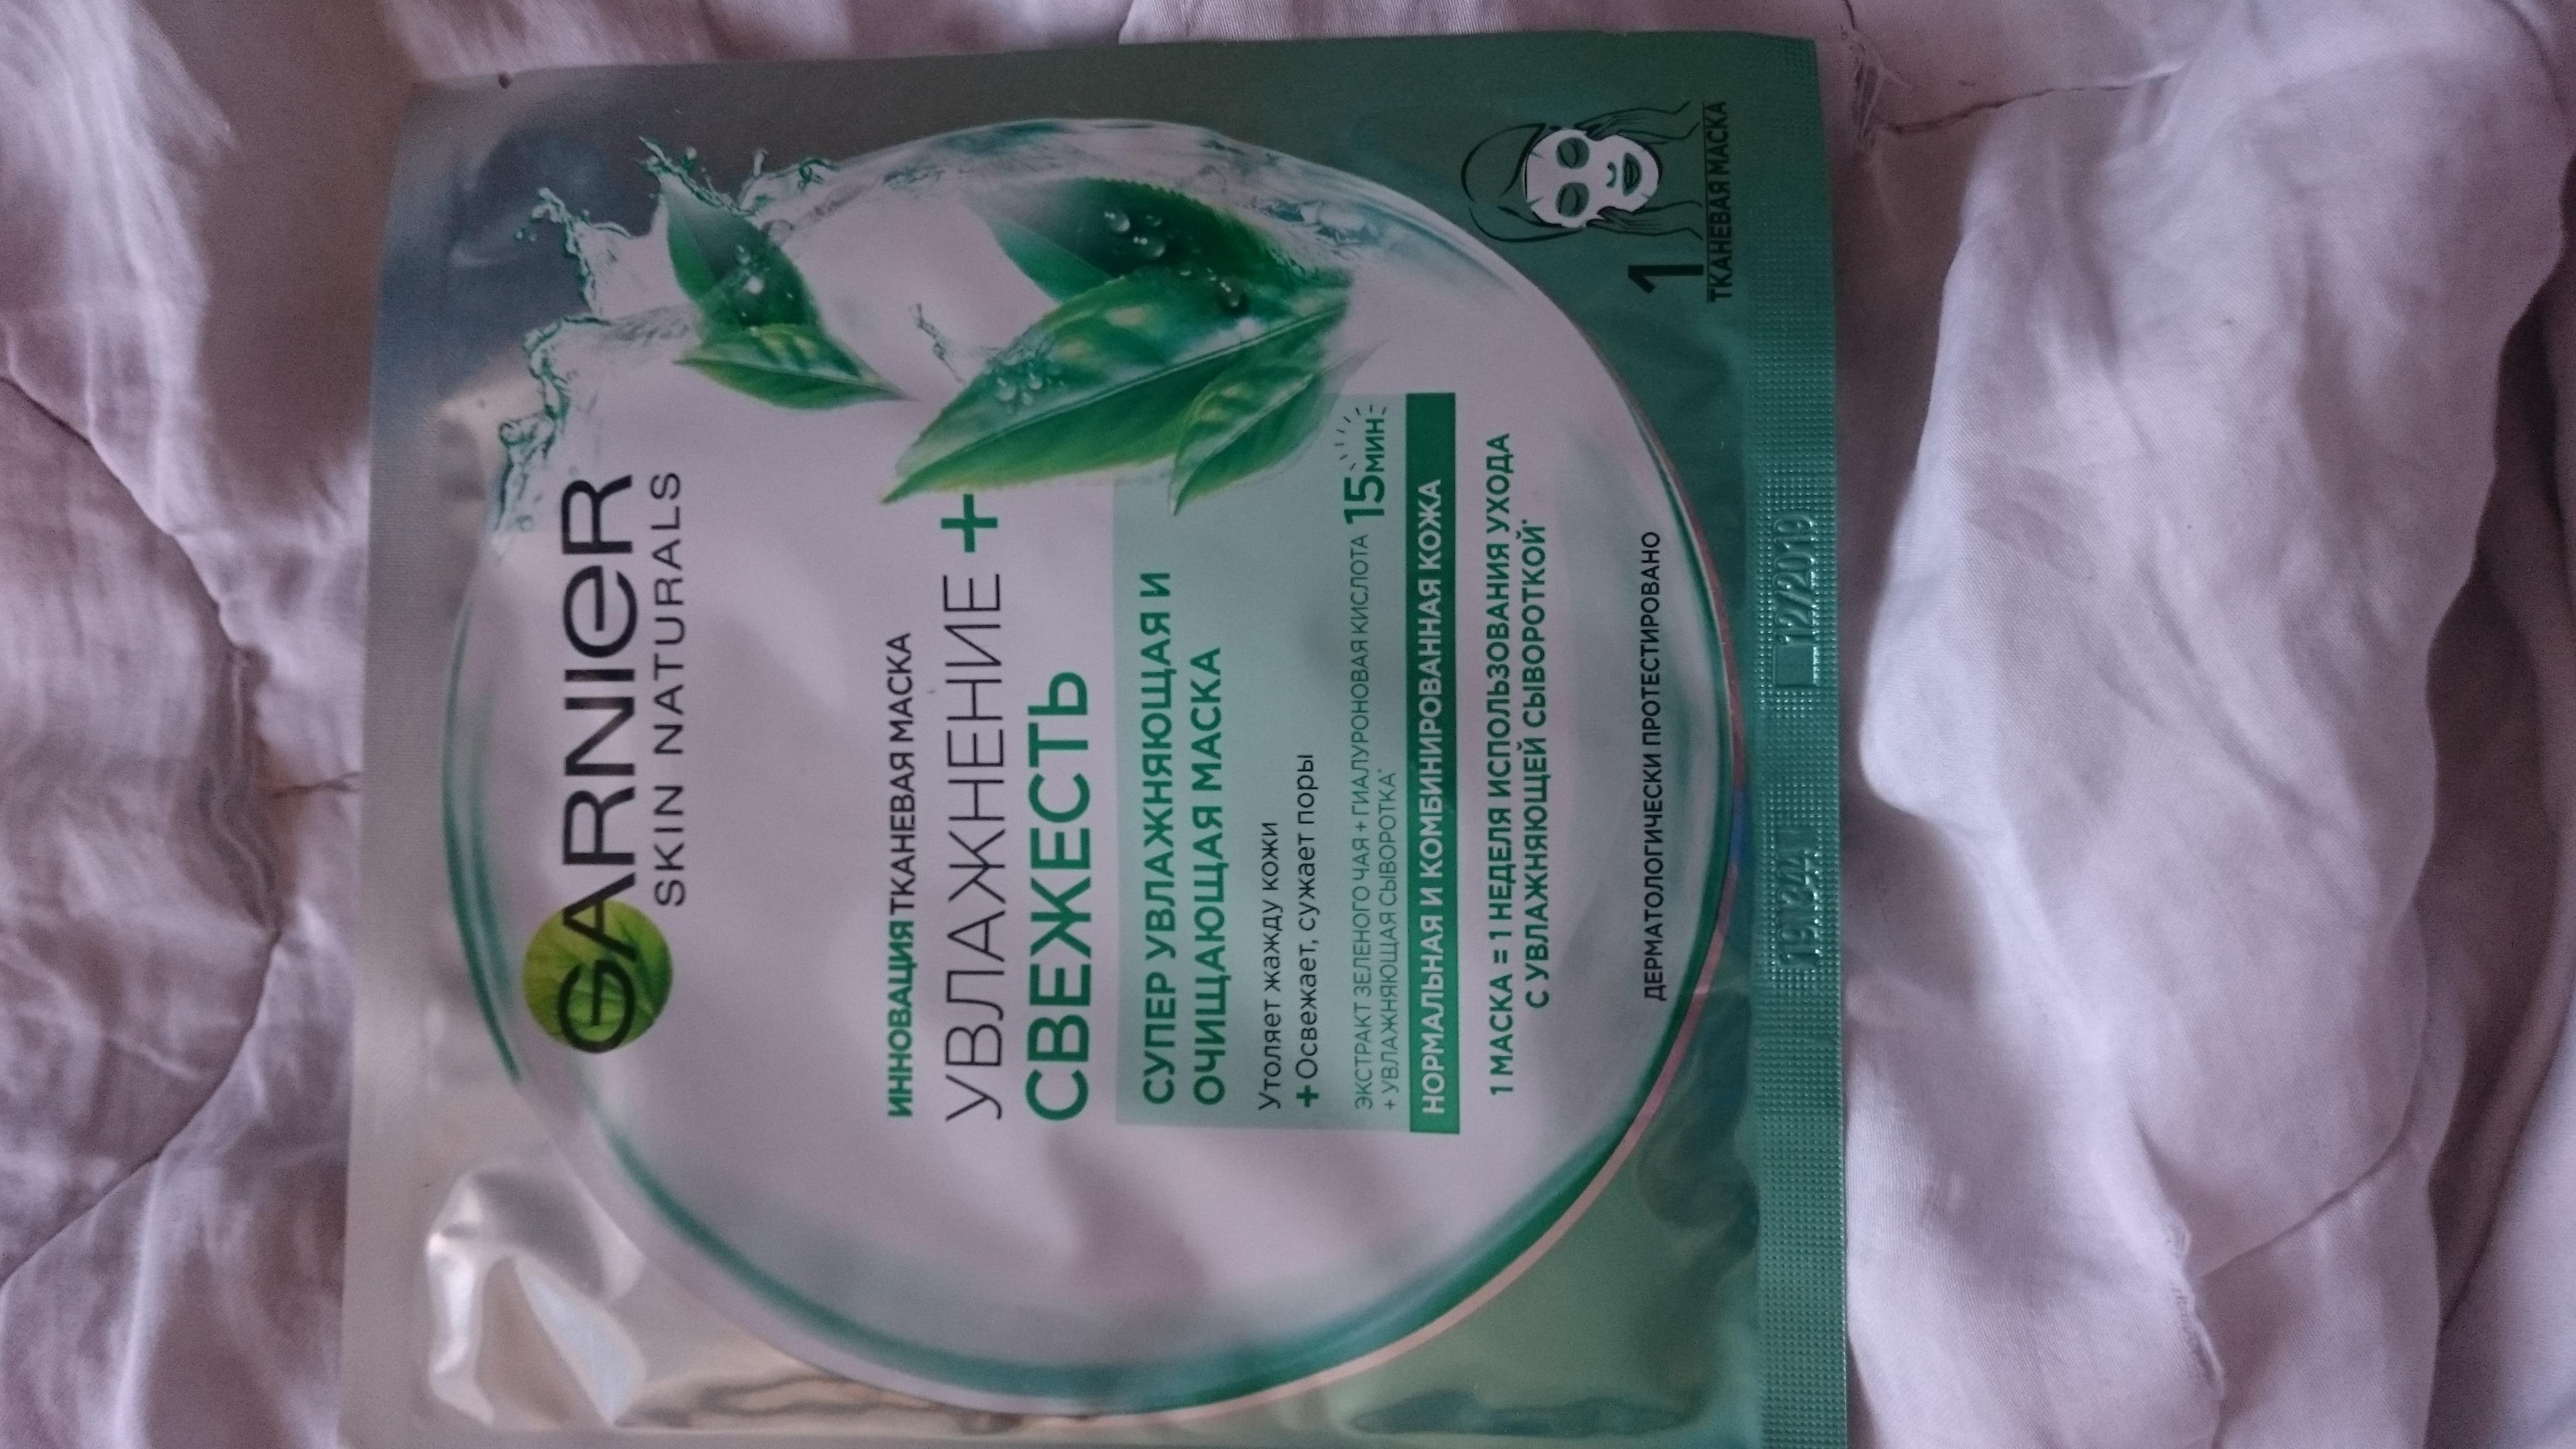 GARNIER
SKIN NATURALS
ИННОВАЦИЯ ТКАНЕВАЯ МАСКА
УВЛАЖНЕНИЕ +
СВЕЖЕСТЬ
СУПЕР УВЛАЖНЯЮЩАЯ И
ОЧИЩАЮЩАЯ МАСКА
Утоляет жажду кожи
+ Освежает, сужает поры
ЭКСТРАКТ ЗЕЛЕНОГО ЧАЯ + ГИАЛУРОНОВАЯ КИСЛОТА 15мин
+ УВЛАЖНЯЮЩАЯ СЫВОРОТКА*
НОРМАЛЬНАЯ И КОМБИНИРОВАННАЯ КОЖА
1 МАСКА = 1 НЕДЕЛЯ ИСПОЛЬЗОВАНИЯ УХОДА
С УВЛАЖНЯЮЩЕЙ СЫВОРОТКОЙ*
1
ТКАНЕВАЯ МАСКА
ДЕРМАТОЛОГИЧЕСКИ ПРОТЕСТИРОВАНО
12/2019